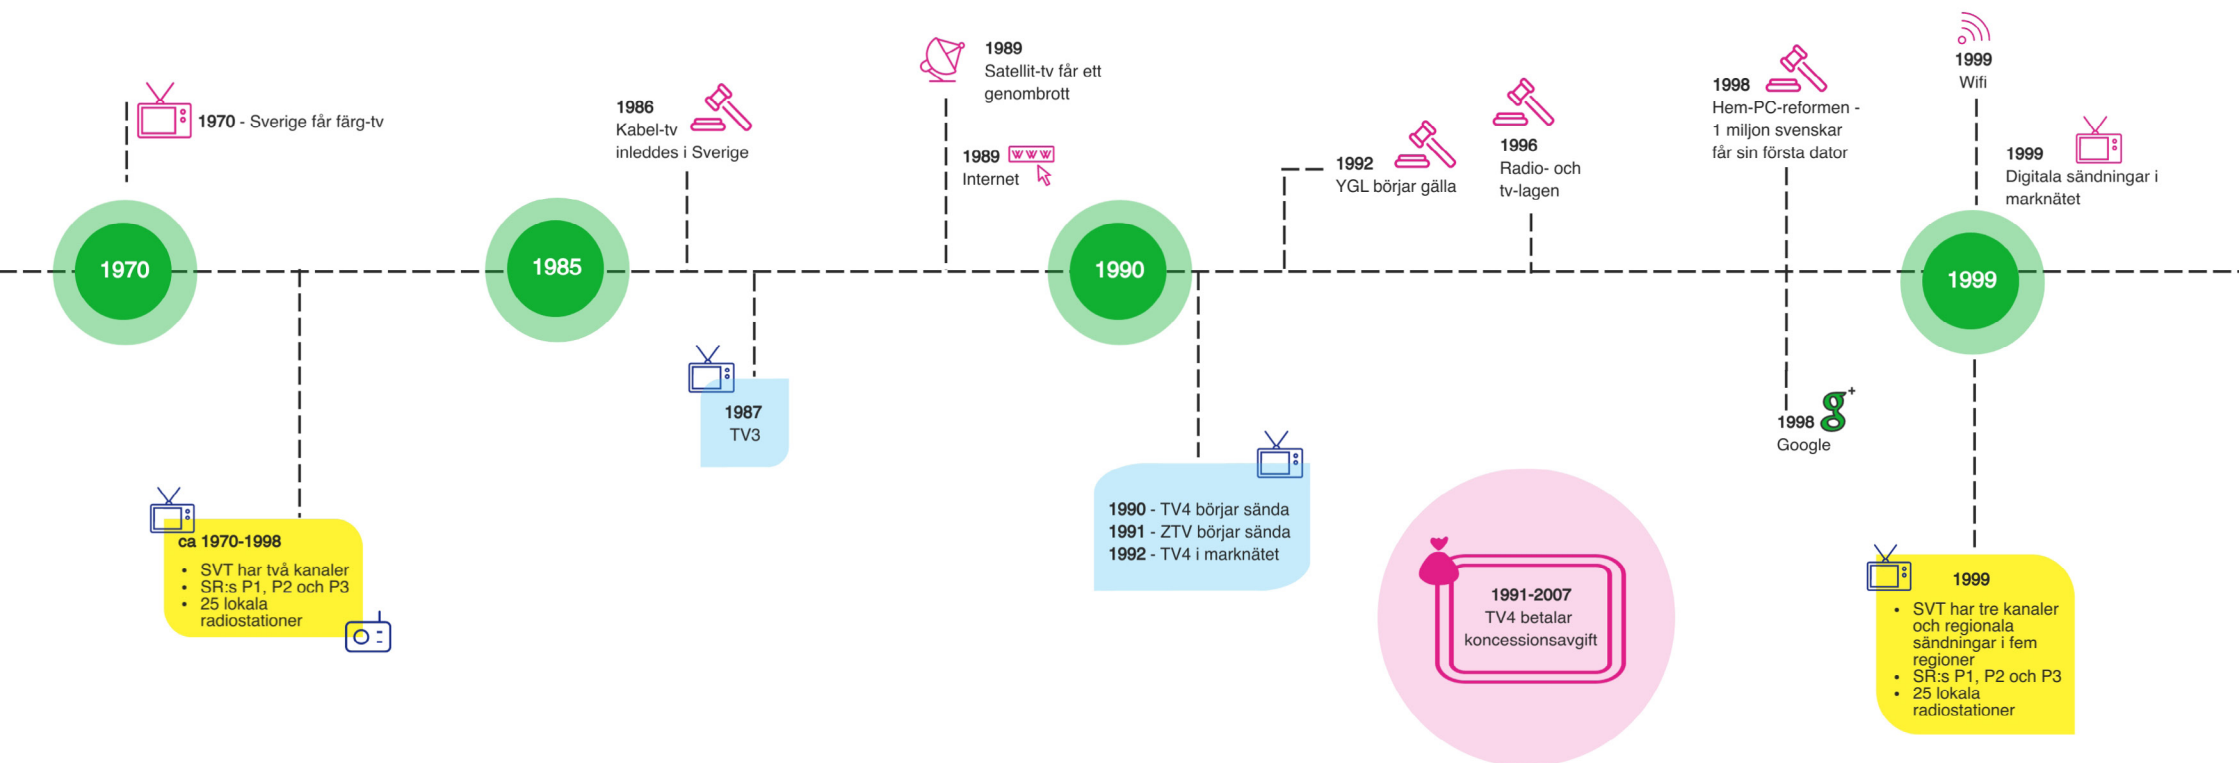 1970 - Sverige får färg-tv
1986
Kabel-tv
inleddes i Sverige
1989
Satellit-tv får ett
genombrott
1989
WWW
Internet
1992
YGL börjar gälla
1996
Radio- och
tv-lagen
1998
Hem-PC-reformen -
1 miljon svenskar
får sin första dator
1999
Wifi
1999
Digitala sändningar i
marknätet
1970
1985
1990
1999
ca 1970-1998
• SVT har två kanaler
• SR:s P1, P2 och P3
• 25 lokala
radiostationer
1987
TV3
1990 - TV4 börjar sända
1991 - ZTV börjar sända
1992 - TV4 i marknätet
1991-2007
TV4 betalar
koncessionsavgift
1998 g+
Google
1999
• SVT har tre kanaler
och regionala
sändningar i fem
regioner
• SR:s P1, P2 och P3
• 25 lokala
radiostationer